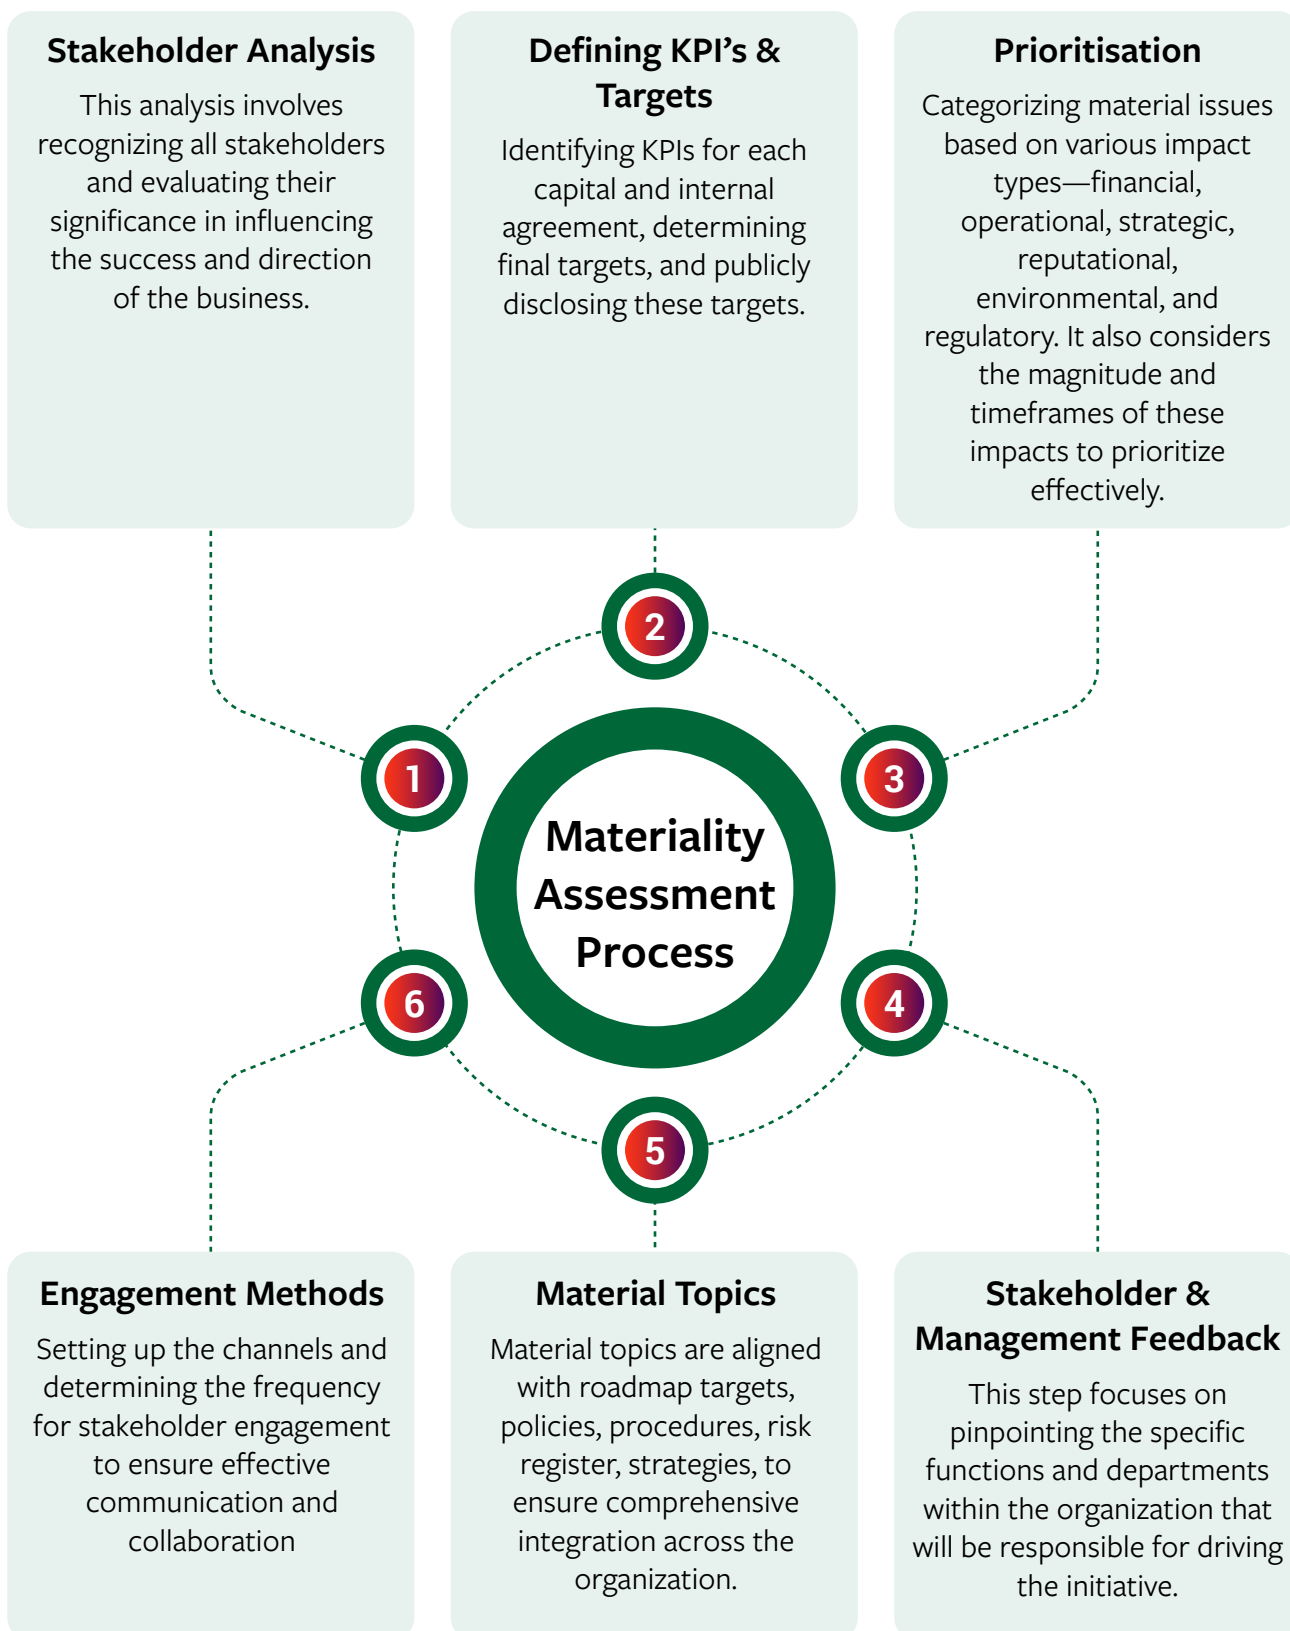 Stakeholder Analysis
This analysis involves
recognizing all stakeholders
and evaluating their
significance in influencing
the success and direction
of the business.
Defining KPI’s &
Targets
Identifying KPIs for each
capital and internal
agreement, determining
final targets, and publicly
disclosing these targets.
Prioritisation
Categorizing material issues
based on various impact
types—financial,
operational, strategic,
reputational,
environmental, and
regulatory. It also considers
the magnitude and
timeframes of these
impacts to prioritize
effectively.
2
1
3
Materiality
Assessment
Process
6
4
5
Engagement Methods
Setting up the channels and
determining the frequency
for stakeholder engagement
to ensure effective
communication and
collaboration
Material Topics
Material topics are aligned
with roadmap targets,
policies, procedures, risk
register, strategies, to
ensure comprehensive
integration across the
organization.
Stakeholder &
Management Feedback
This step focuses on
pinpointing the specific
functions and departments
within the organization that
will be responsible for driving
the initiative.